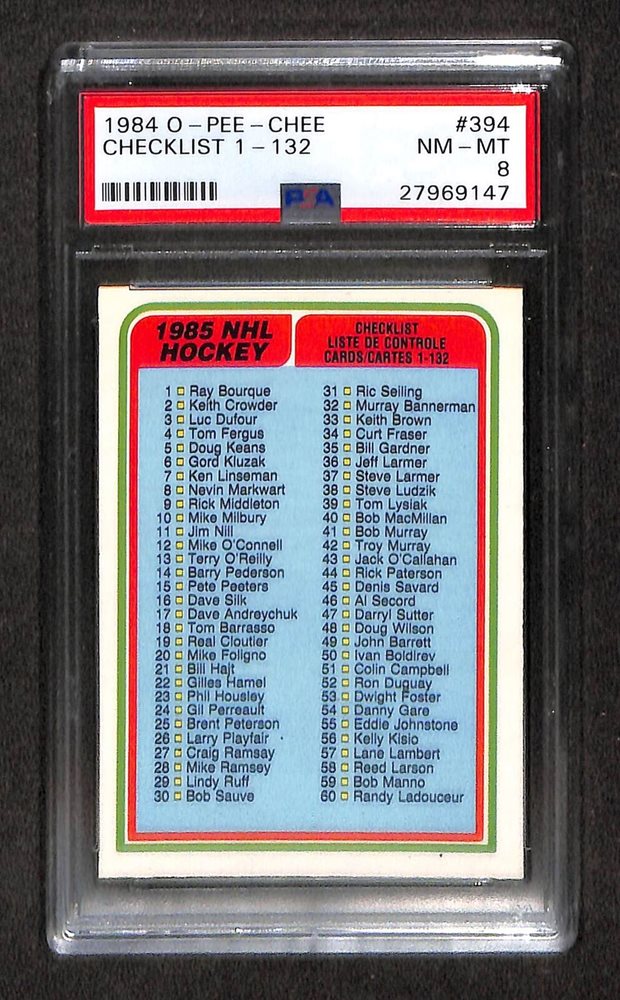 1984 O-PEE-CHEE #394
CHECKLIST 1-132 NM-MT
8
PSA 27969147
1985 NHL
HOCKEY
CHECKLIST
LISTE DE CONTROLE
CARDS/CARTES 1-132
1 Ray Bourque
2 Keith Crowder
3 Luc Dufour
4 Tom Fergus
5 Doug Keans
6 Gord Kluzak
7 Ken Linseman
8 Nevin Markwart
9 Rick Middleton
10 Mike Milbury
11 Jim Nill
12 Mike O'Connell
13 Terry O'Reilly
14 Barry Pederson
15 Pete Peeters
16 Dave Silk
17 Dave Andreychuk
18 Tom Barrasso
19 Real Cloutier
20 Mike Foligno
21 Bill Hajt
22 Gilles Hamel
23 Phil Housley
24 Gil Perreault
25 Brent Peterson
26 Larry Playfair
27 Craig Ramsay
28 Mike Ramsey
29 Lindy Ruff
30 Bob Sauve
31 Ric Seiling
32 Murray Bannerman
33 Keith Brown
34 Curt Fraser
35 Bill Gardner
36 Jeff Larmer
37 Steve Larmer
38 Steve Ludzik
39 Tom Lysiak
40 Bob MacMillan
41 Bob Murray
42 Troy Murray
43 Jack O'Callahan
44 Rick Paterson
45 Denis Savard
46 Al Secord
47 Darryl Sutter
48 Doug Wilson
49 John Barrett
50 Ivan Boldirev
51 Colin Campbell
52 Ron Duguay
53 Dwight Foster
54 Danny Gare
55 Eddie Johnstone
56 Kelly Kisio
57 Lane Lambert
58 Reed Larson
59 Bob Manno
60 Randy Ladouceur